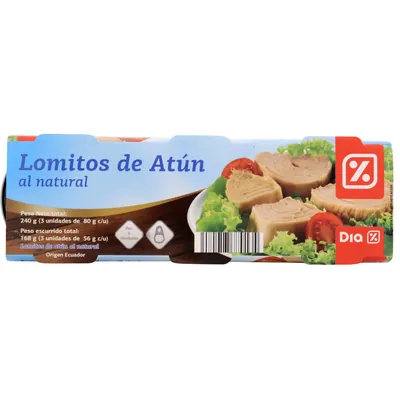 Lomitos de Atún
al natural
Peso Neto total:
240 g (3 unidades de 80 g c/u)
Peso escurrido total:
168 g (3 unidades de 56 g c/u)
Lomitos de atún al natural
Origen Ecuador
%
Dia %